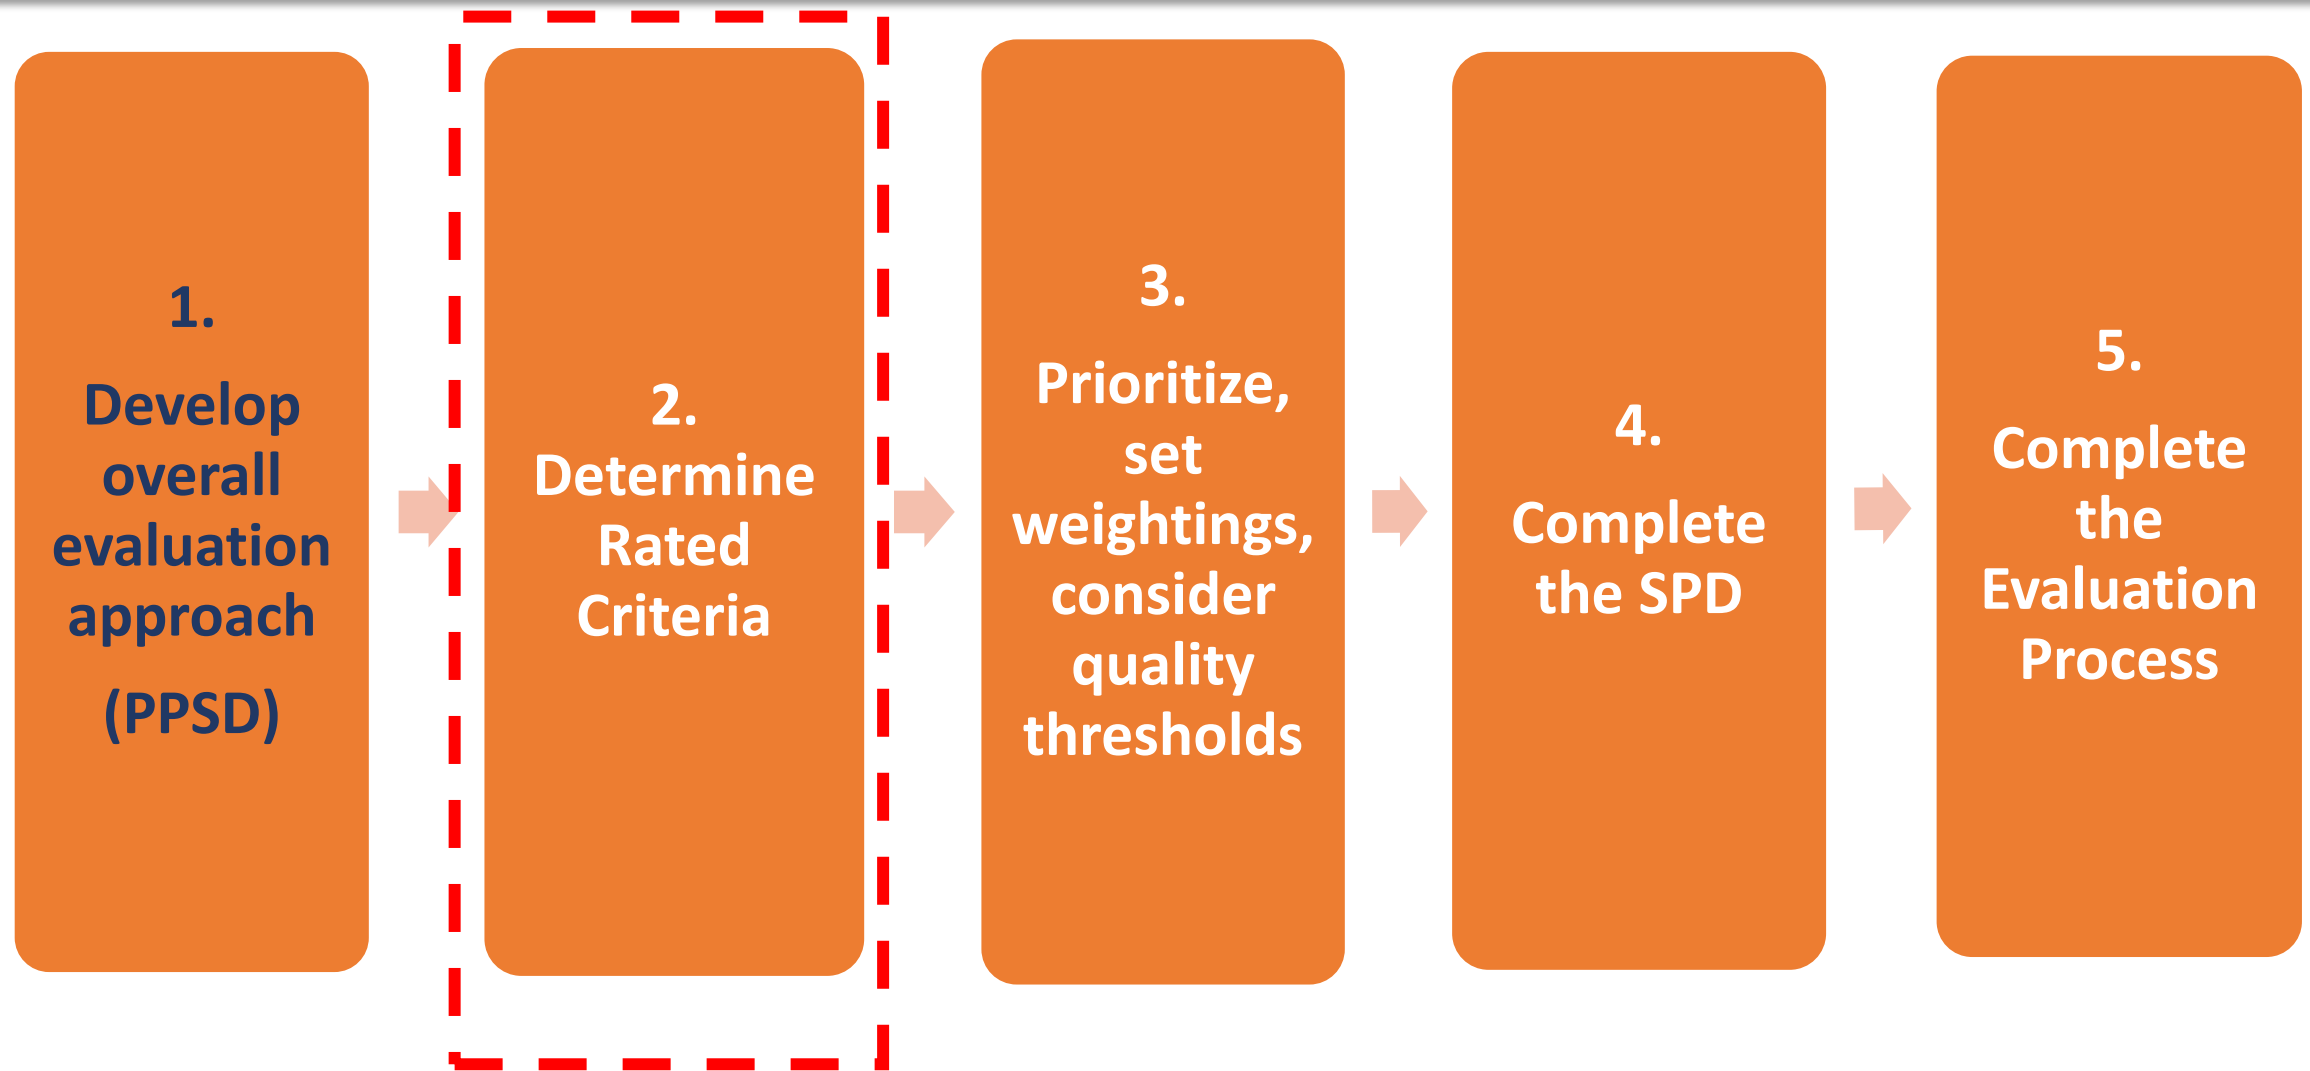 1.
Develop
overall
evaluation
approach
(PPSD)
2.
Determine
Rated
Criteria
3.
Prioritize,
set
weightings,
consider
quality
thresholds
4.
Complete
the SPD
5.
Complete
the
Evaluation
Process